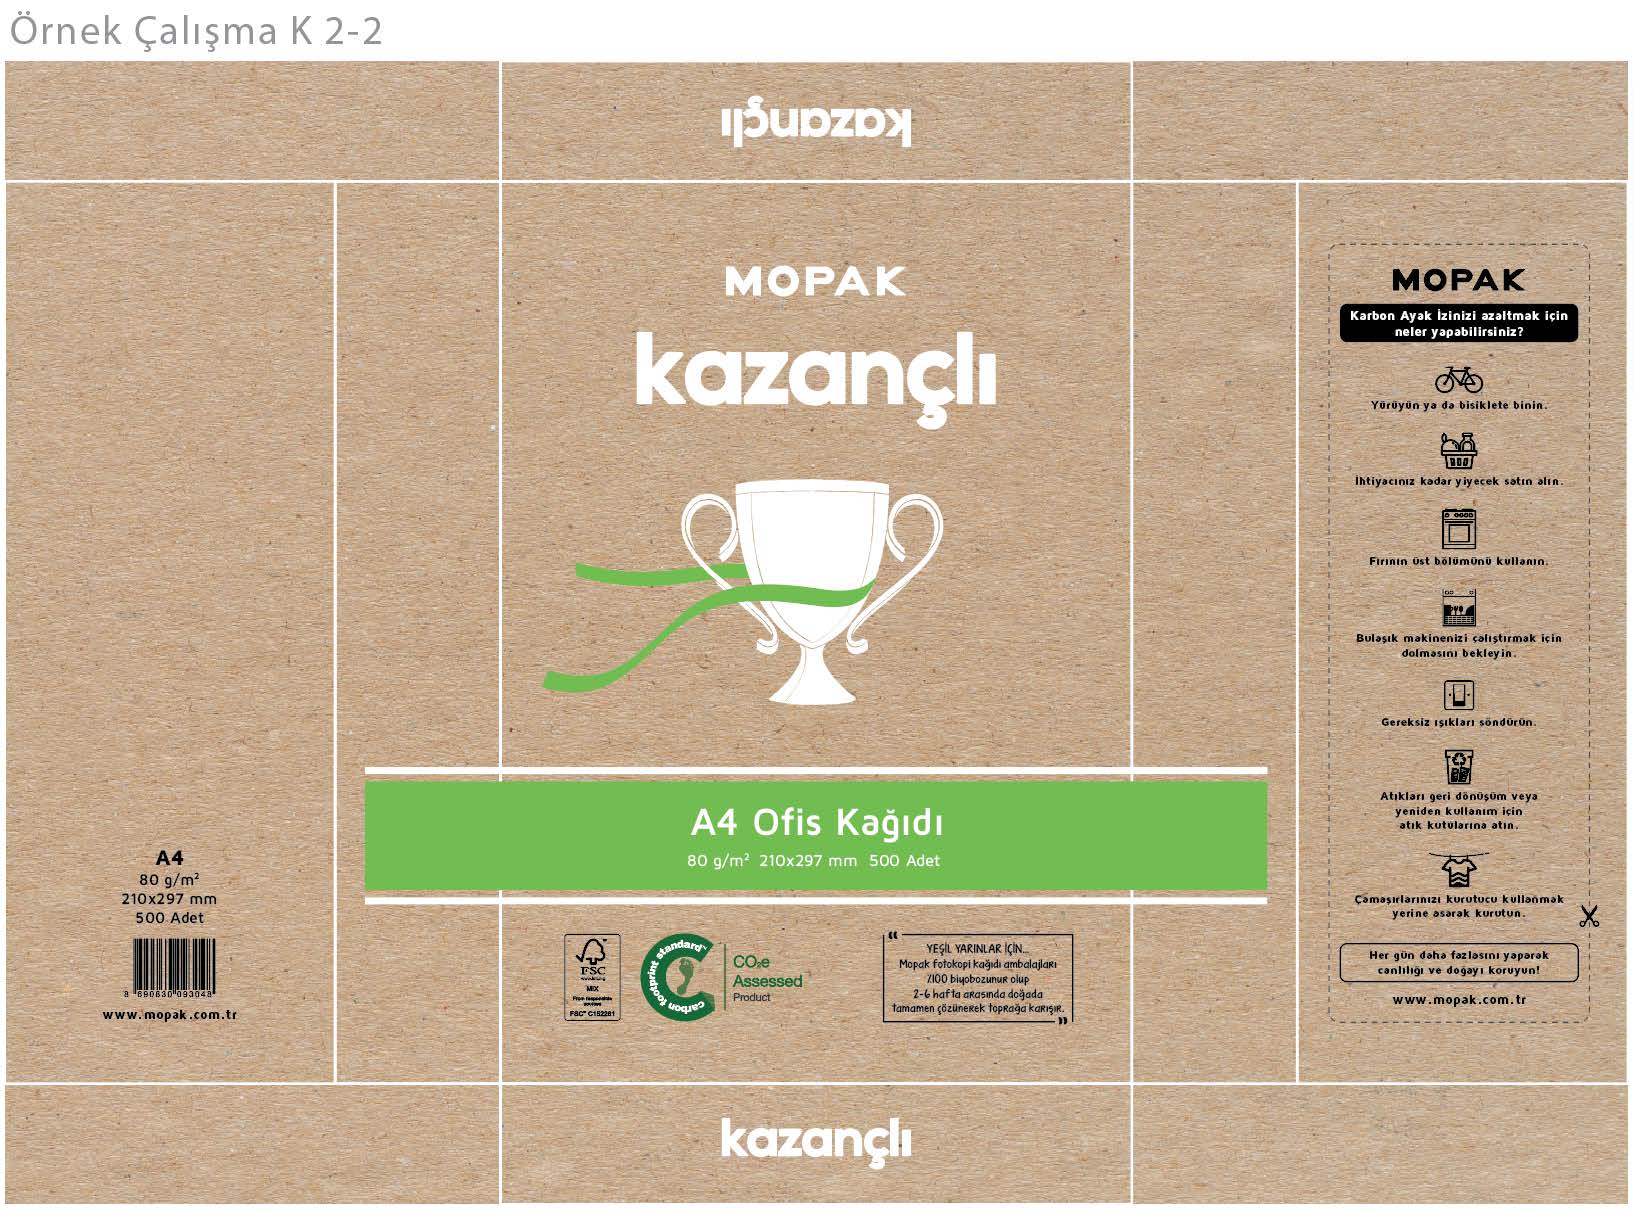 Örnek Çalışma K 2-2
kazançlı
MOPAK
kazançlı
A4 Ofis Kağıdı
80 g/m² 210x297 mm 500 Adet
A4
80 g/m²
210x297 mm
500 Adet
8 690630 093048
www.mopak.com.tr
FSC
MIX
From responsible
sources
FSC™ C152261
carbon footprint standard™
carbon footprint
CO₂e
Assessed
Product
“
YEŞİL YARINLAR İÇİN...
Mopak fotokopi kağıdı ambalajları
%100 biyobozunur olup
2-6 hafta arasında doğada
tamamen çözünerek toprağa karışır.
”
MOPAK
Karbon Ayak İzinizi azaltmak için
neler yapabilirsiniz?
Yürüyün ya da bisiklete binin.
İhtiyacınız kadar yiyecek satın alın.
Fırının üst bölümünü kullanın.
Bulaşık makinenizi çalıştırmak için
dolmasını bekleyin.
Gereksiz ışıkları söndürün.
Atıkları geri dönüşüm veya
yeniden kullanım için
atık kutularına atın.
Çamaşırlarınızı kurutucu kullanmak
yerine asarak kurutun.
Her gün daha fazlasını yaparak
canlılığı ve doğayı koruyun!
www.mopak.com.tr
kazançlı